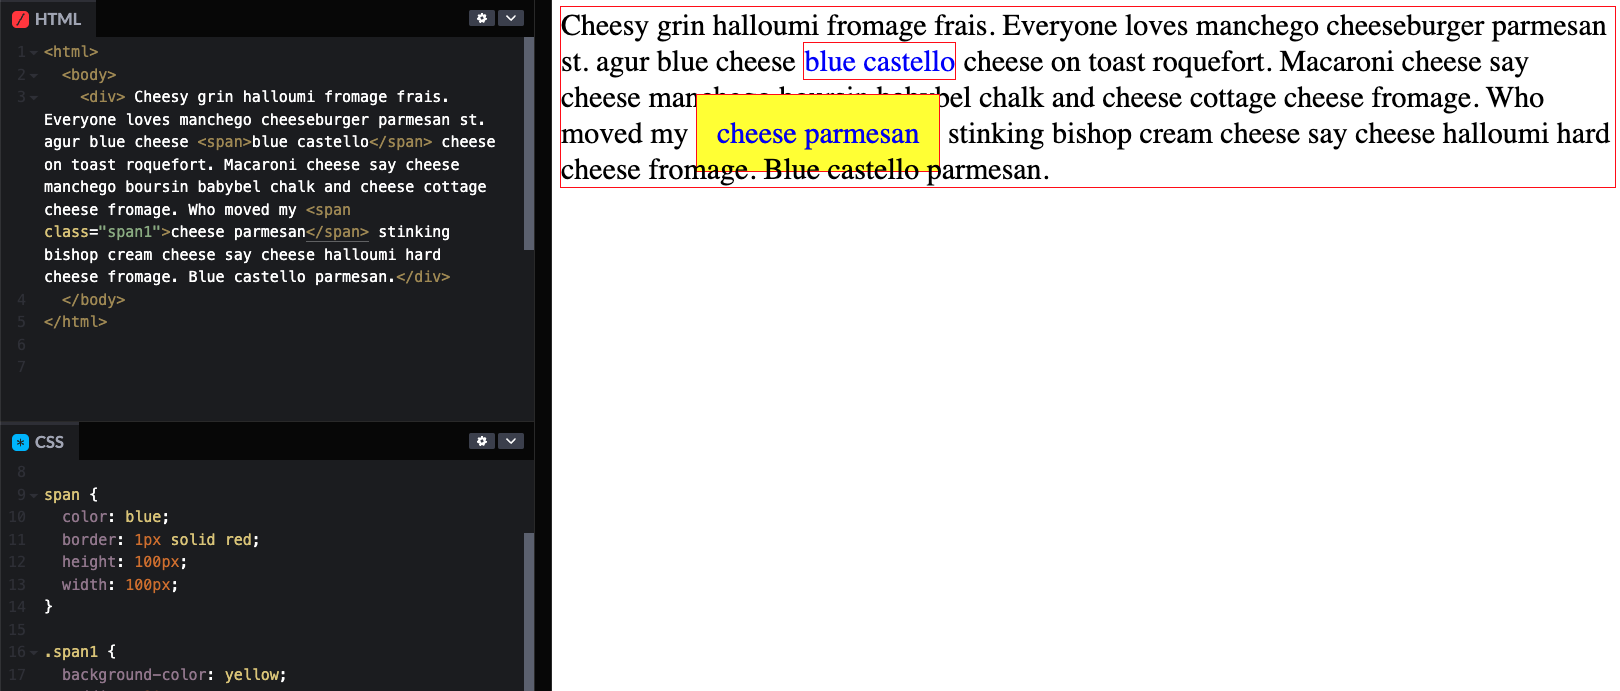 HTML
1 <html>
2 <body>
3 <div> Cheesy grin halloumi fromage frais.
Everyone loves manchego cheeseburger parmesan st.
agur blue cheese <span>blue castello</span> cheese
on toast roquefort. Macaroni cheese say cheese
manchego boursin babybel chalk and cheese cottage
cheese fromage. Who moved my <span
class="span1">cheese parmesan</span> stinking
bishop cream cheese say cheese halloumi hard
cheese fromage. Blue castello parmesan.</div>
4 </body>
5 </html>
6
7
CSS
8
9 span {
10 color: blue;
11 border: 1px solid red;
12 height: 100px;
13 width: 100px;
14 }
15
16 .span1 {
17 background-color: yellow;
Cheesy grin halloumi fromage frais. Everyone loves manchego cheeseburger parmesan
st. agur blue cheese blue castello cheese on toast roquefort. Macaroni cheese say
cheese manchego boursin babybel chalk and cheese cottage cheese fromage. Who
moved my cheese parmesan stinking bishop cream cheese say cheese halloumi hard
cheese fromage. Blue castello parmesan.